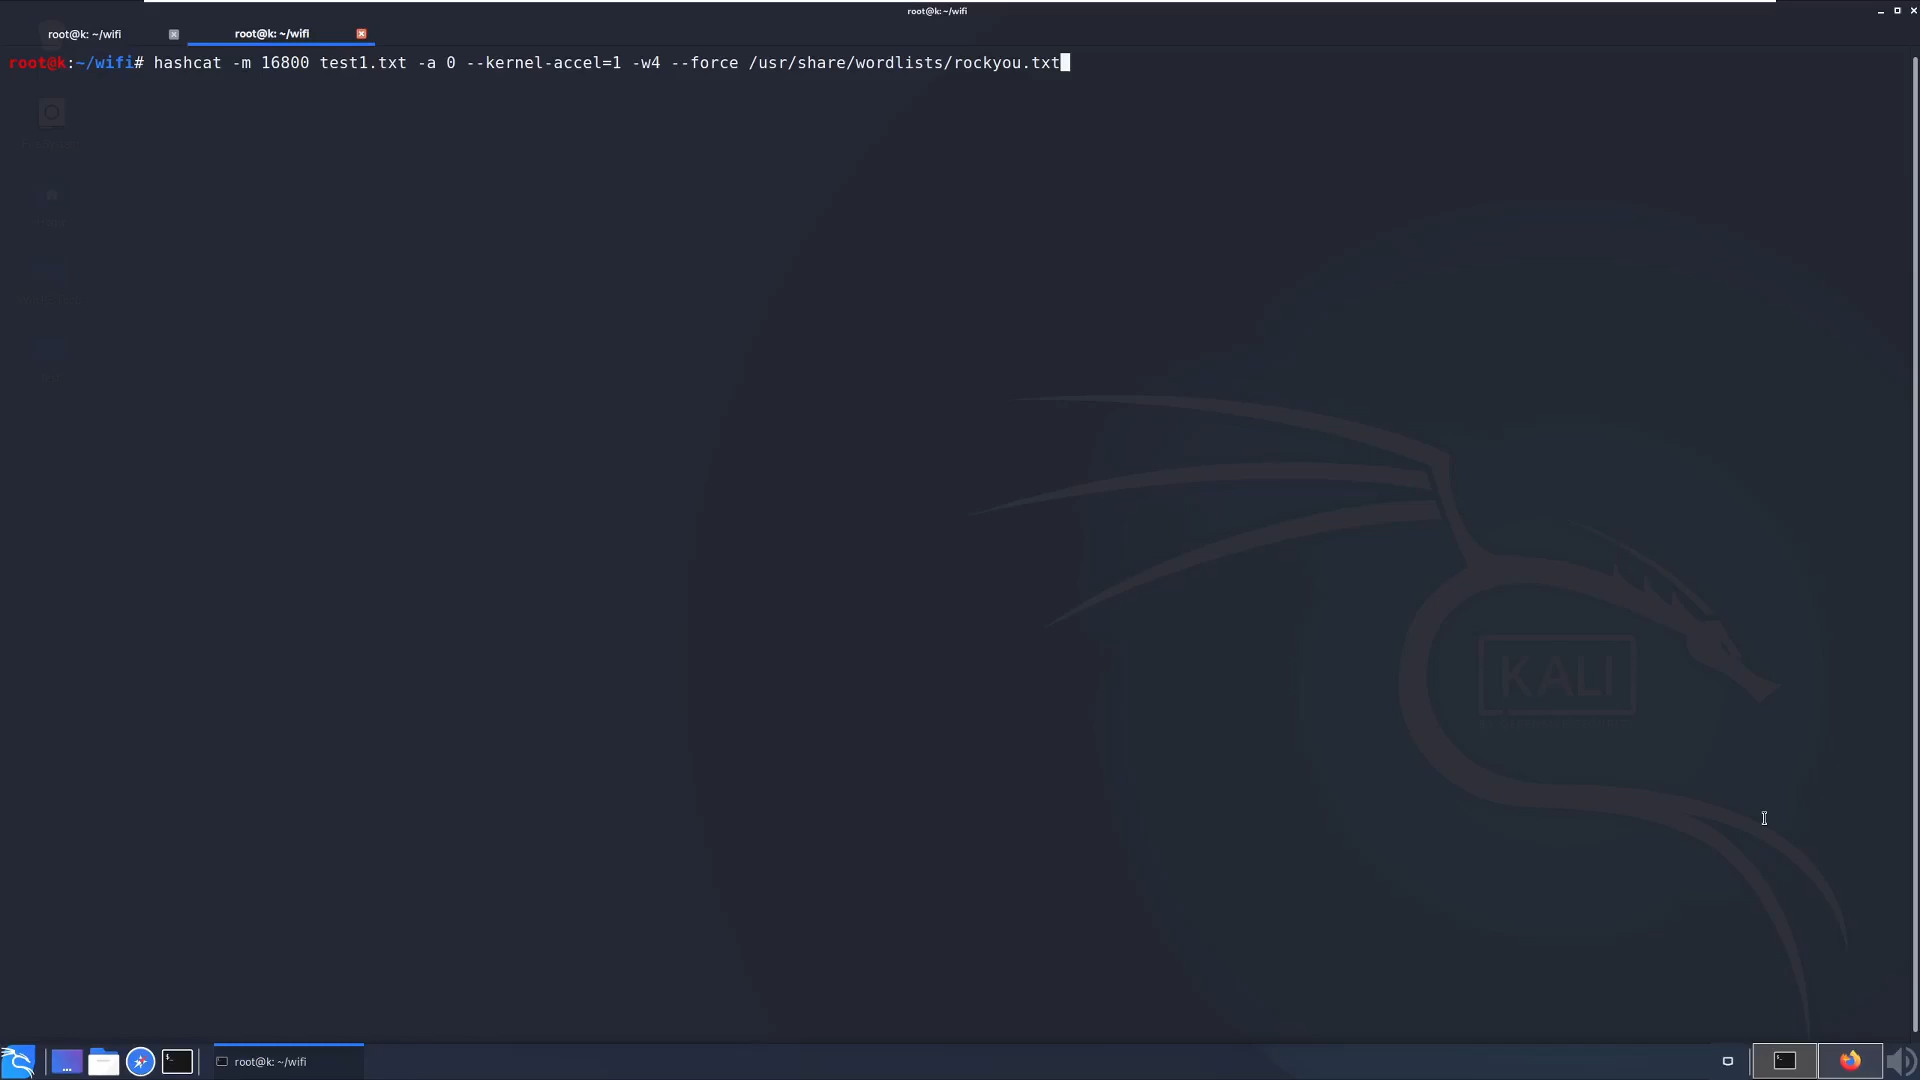 root@k: ~/wifi
root@k: ~/wifi
root@k: ~/wifi
root@k:~/wifi# hashcat -m 16800 test1.txt -a 0 --kernel-accel=1 -w4 --force /usr/share/wordlists/rockyou.txt
KALI
root@k: ~/wifi